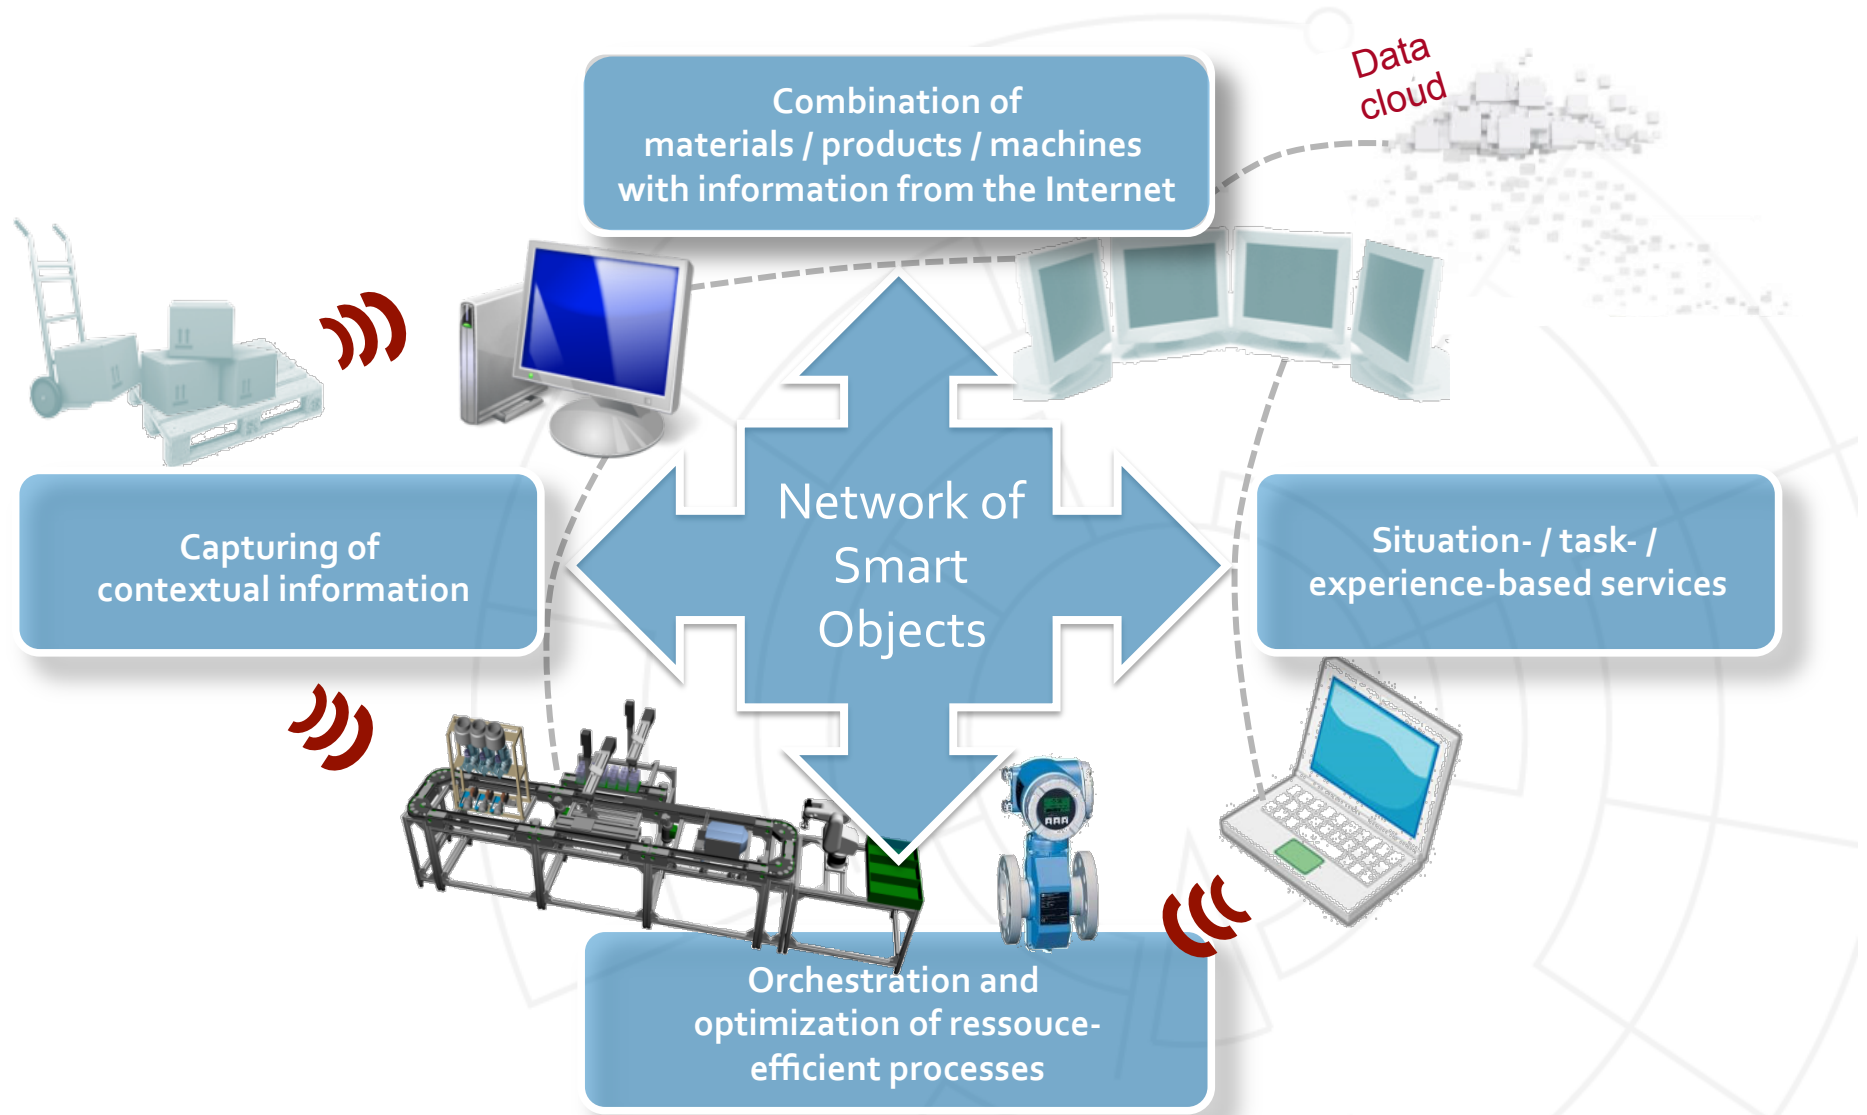 Data
cloud
Combination of
materials / products / machines
with information from the Internet
Capturing of
contextual information
Network of
Smart
Objects
Situation- / task- /
experience-based services
Orchestration and
optimization of ressouce-
efficient processes